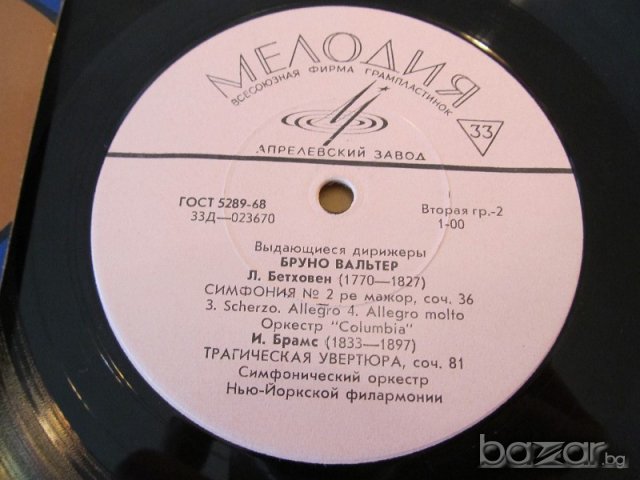 МЕЛОДИЯ
ВСЕСОЮЗНАЯ ФИРМА ГРАМПЛАСТИНОК
33
АПРЕЛЕВСКИЙ ЗАВОД
ГОСТ 5289-68
33Д—023670
Вторая гр.-2
1-00
Выдающиеся дирижеры
БРУНО ВАЛЬТЕР
Л. Бетховен (1770—1827)
СИМФОНИЯ № 2 ре мажор, соч. 36
3. Scherzo. Allegro 4. Allegro molto
Оркестр "Columbia"
И. Брамс (1833—1897)
ТРАГИЧЕСКАЯ УВЕРТЮРА, соч. 81
Симфонический оркестр
Нью-Йоркской филармонии
bazar.bg